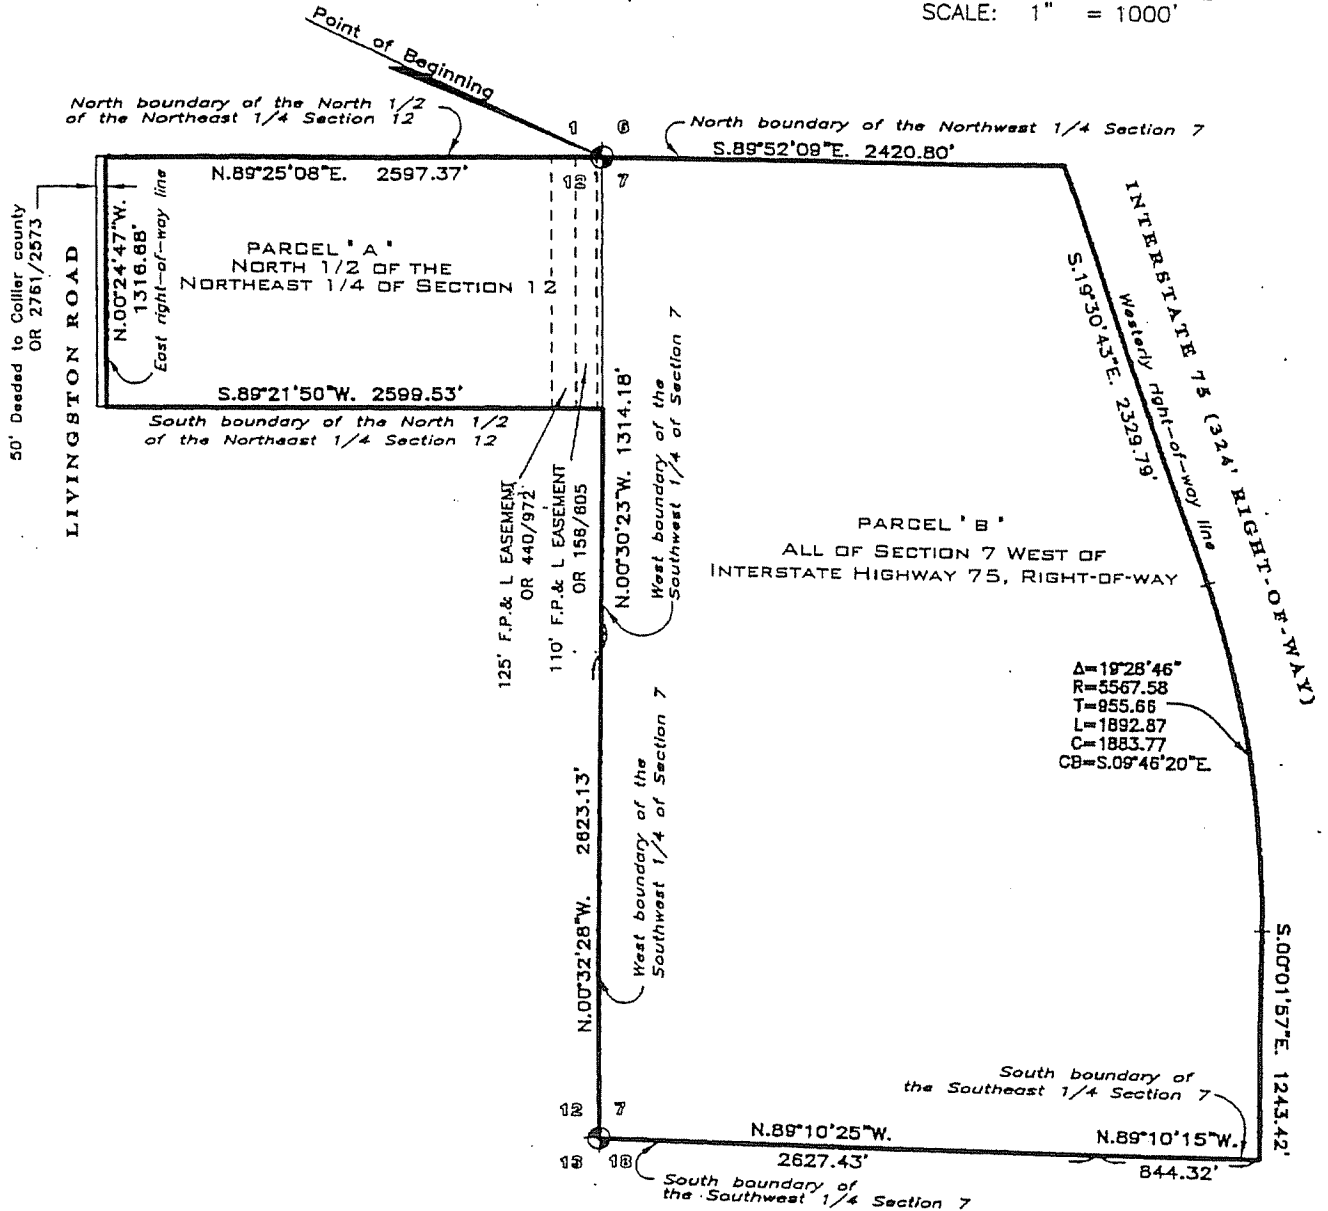 SCALE: 1" = 1000'
Point of Beginning
North boundary of the North 1/2
of the Northeast 1/4 Section 12
1 6
12 7
North boundary of the Northwest 1/4 Section 7
S.89°52'09"E. 2420.80'
N.89°25'08"E. 2597.37'
50' Deeded to Collier county
OR 2761/2573
LIVINGSTON ROAD
N.00°24'47"W.
1316.68'
East right-of-way line
PARCEL "A"
NORTH 1/2 OF THE
NORTHEAST 1/4 OF SECTION 12
S.89°21'50"W. 2599.53'
South boundary of the North 1/2
of the Northeast 1/4 Section 12
125' F.P.& L EASEMENT
OR 440/972
110' F.P.& L EASEMENT
OR 158/605
N.00°30'23"W. 1314.18'
West boundary of the
Southwest 1/4 of Section 7
INTERSTATE 75 (324' RIGHT-OF-WAY)
Westerly right-of-way line
S.19°30'43"E. 2329.79'
PARCEL "B"
ALL OF SECTION 7 WEST OF
INTERSTATE HIGHWAY 75, RIGHT-OF-WAY
Δ=19°28'46"
R=5567.58
T=955.66
L=1892.87
C=1883.77
CB=S.09°46'20"E.
N.00°32'28"W. 2623.13'
West boundary of the
Southwest 1/4 of Section 7
S.00°01'57"E. 1243.42'
South boundary of
the Southeast 1/4 Section 7
12 7
13 18
N.89°10'25"W.
2627.43'
N.89°10'15"W.
844.32'
South boundary of
the Southwest 1/4 Section 7